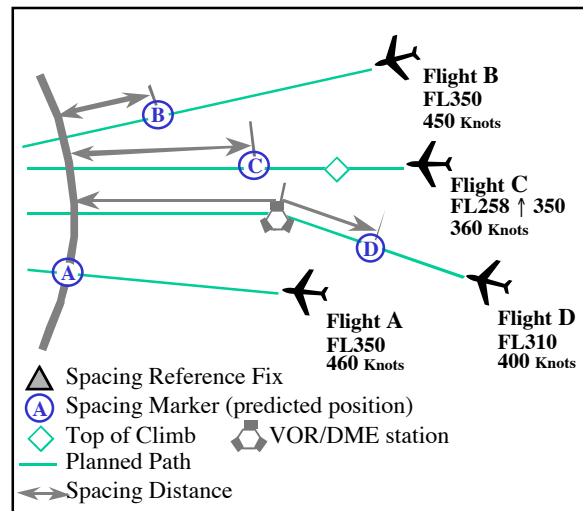 Flight B
FL350
450 Knots
B
C
Flight C
FL258 ↑ 350
360 Knots
D
A
Flight A
FL350
460 Knots
Flight D
FL310
400 Knots
Spacing Reference Fix
A Spacing Marker (predicted position)
Top of Climb VOR/DME station
Planned Path
Spacing Distance